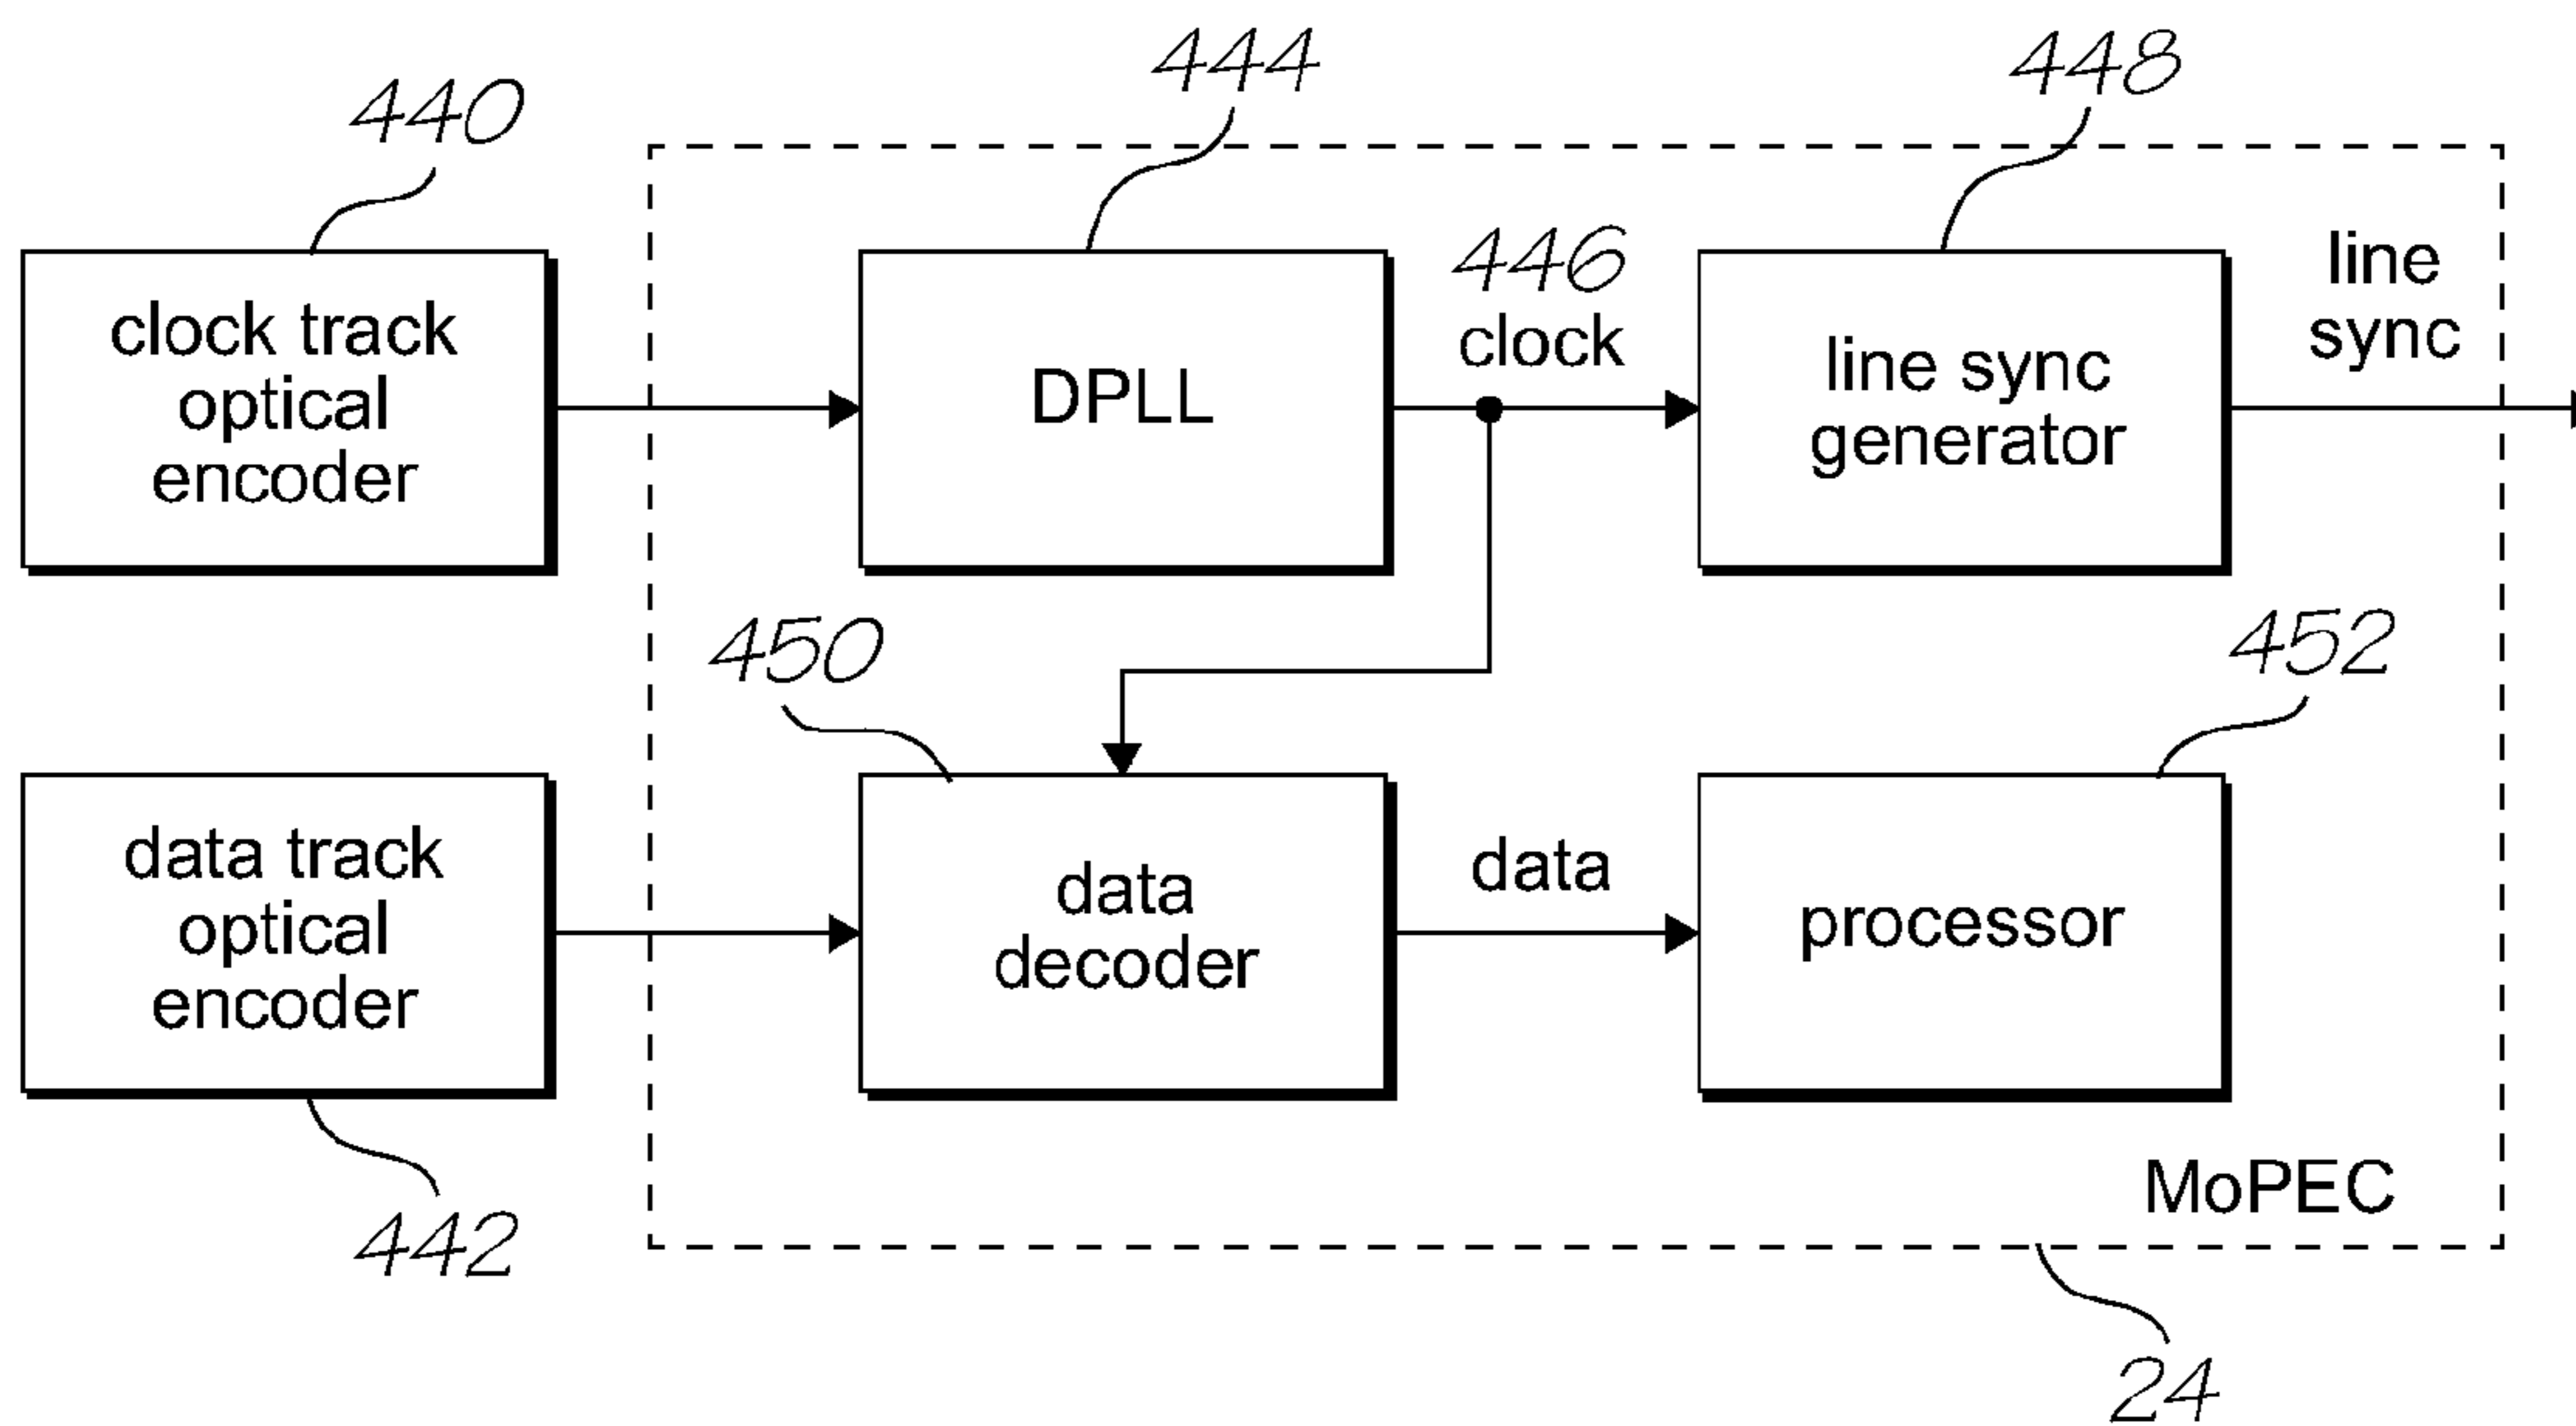 444
448
440
446
clock
line
sync
clock track
optical
encoder
DPLL
line sync
generator
450
452
data track
optical
encoder
data
decoder
data
processor
MoPEC
442
24